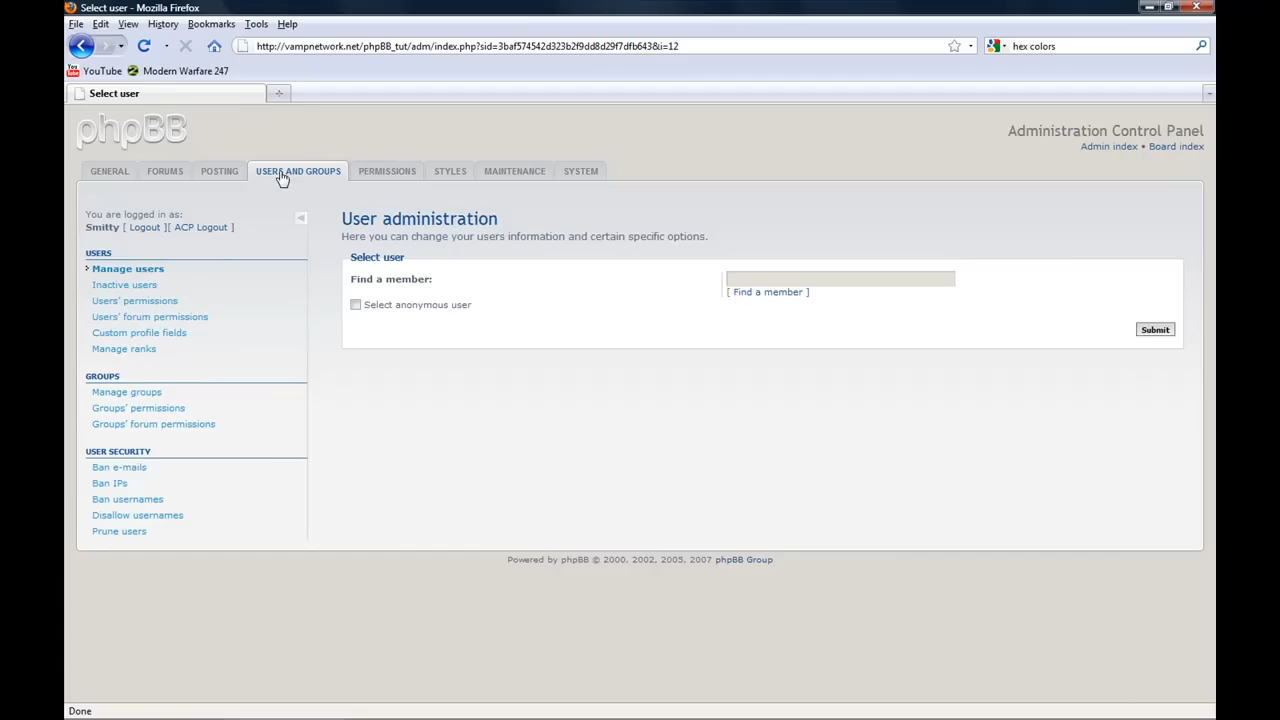 Select user - Mozilla Firefox
File Edit View History Bookmarks Tools Help
http://vampnetwork.net/phpBB_tut/adm/index.php?sid=3baf574542d323b2f9dd8d29f7dfb643&i=12
hex colors
YouTube Modern Warfare 247
Select user
phpBB
Administration Control Panel
Admin index • Board index
GENERAL FORUMS POSTING USERS AND GROUPS PERMISSIONS STYLES MAINTENANCE SYSTEM
You are logged in as:
Smitty [ Logout ][ ACP Logout ]
USERS
Manage users
Inactive users
Users' permissions
Users' forum permissions
Custom profile fields
Manage ranks
GROUPS
Manage groups
Groups' permissions
Groups' forum permissions
USER SECURITY
Ban e-mails
Ban IPs
Ban usernames
Disallow usernames
Prune users
User administration
Here you can change your users information and certain specific options.
Select user
Find a member:
[ Find a member ]
Select anonymous user
Submit
Powered by phpBB © 2000, 2002, 2005, 2007 phpBB Group
Done